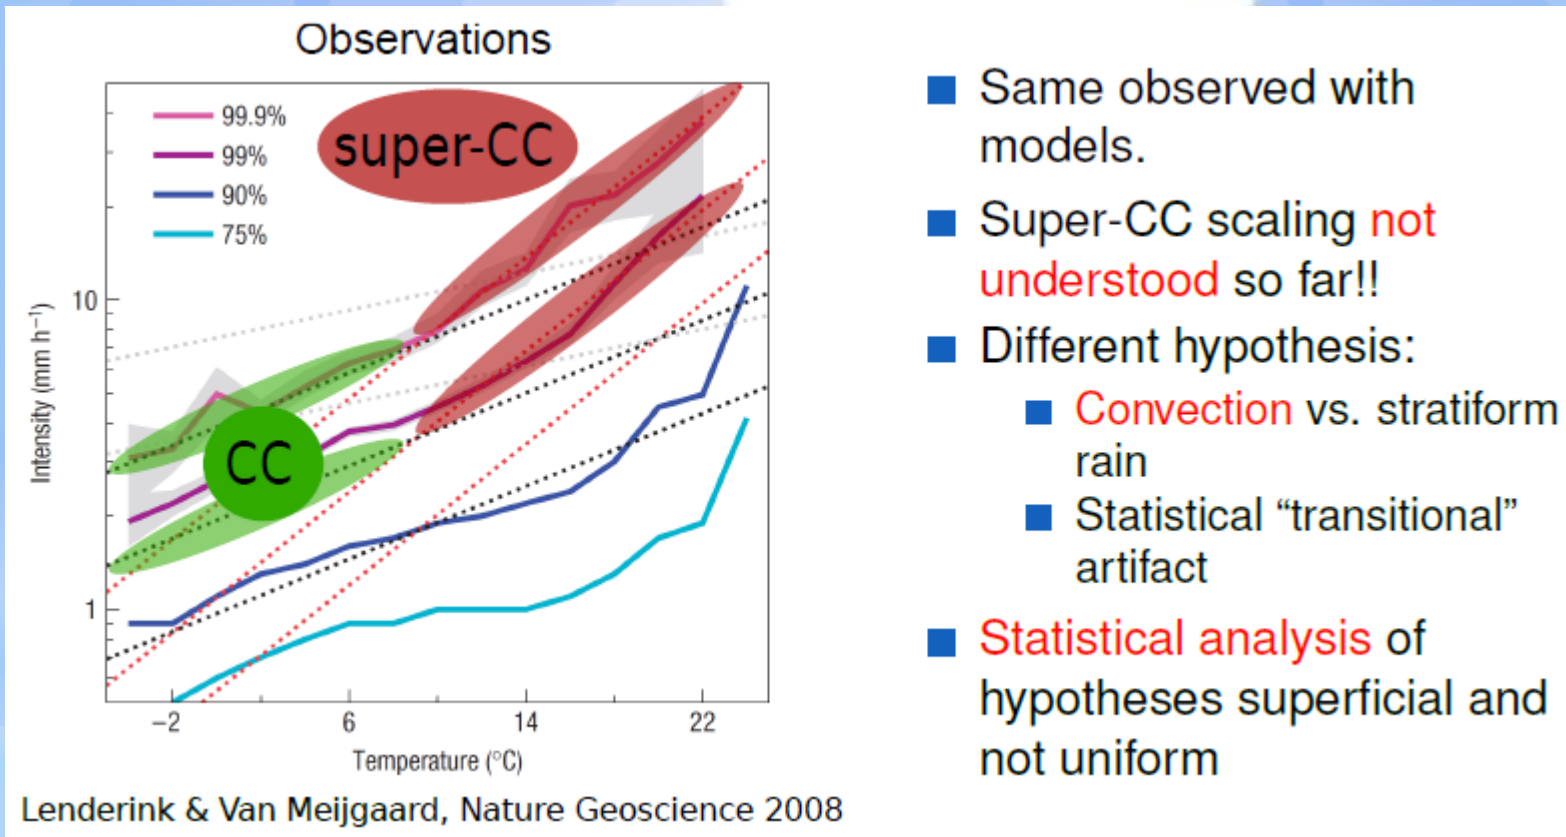 Observations
99.9%
99%
90%
75%
super-CC
CC
10
1
Intensity (mm h⁻¹)
−2
6
14
22
Temperature (°C)
Lenderink & Van Meijgaard, Nature Geoscience 2008
Same observed with
models.
Super-CC scaling not
understood so far!!
Different hypothesis:
Convection vs. stratiform
rain
Statistical “transitional”
artifact
Statistical analysis of
hypotheses superficial and
not uniform